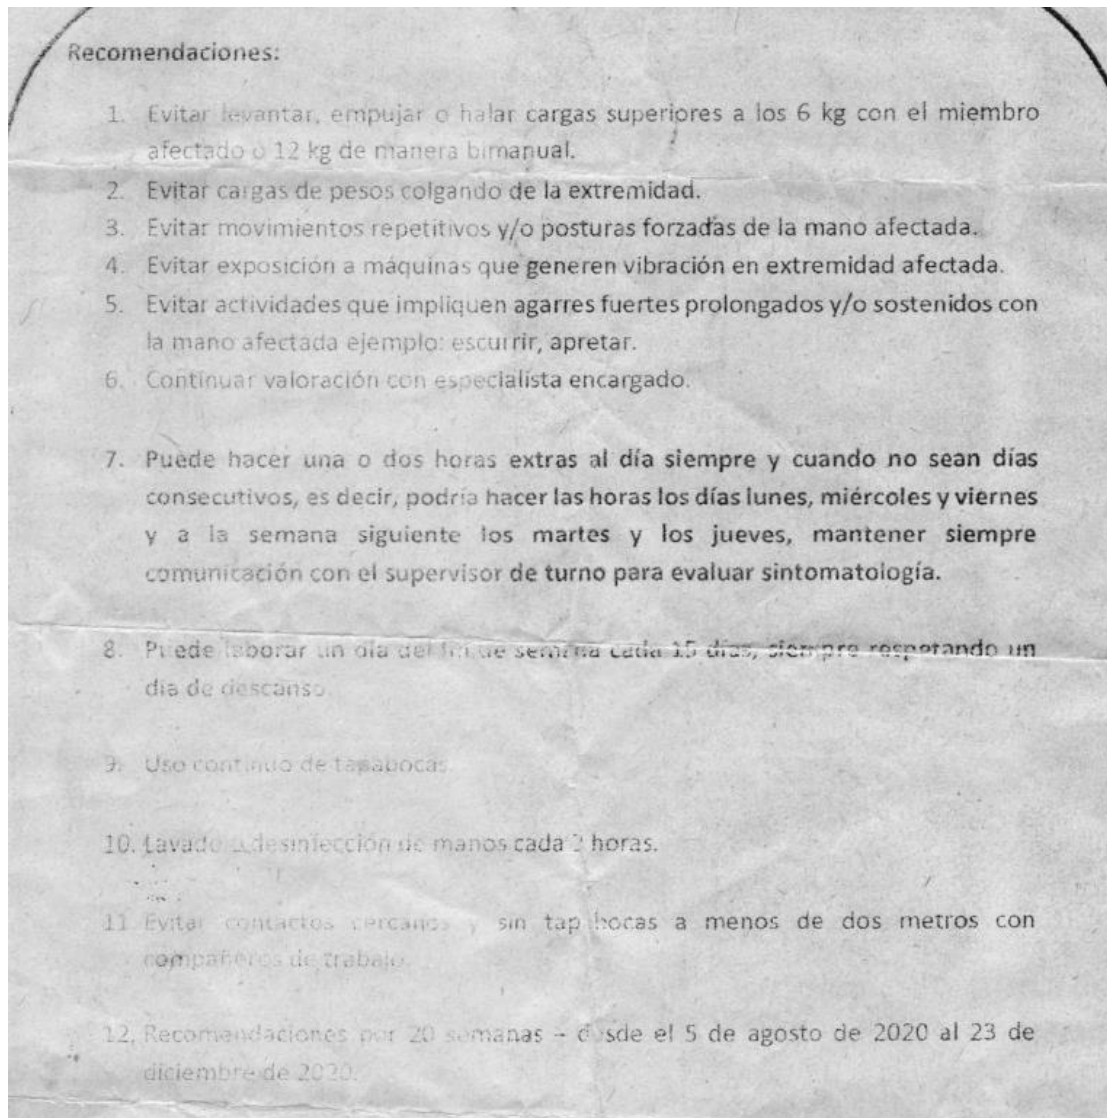 Recomendaciones:
1. Evitar levantar, empujar o halar cargas superiores a los 6 kg con el miembro
afectado o 12 kg de manera bimanual.
2. Evitar cargas de pesos colgando de la extremidad.
3. Evitar movimientos repetitivos y/o posturas forzadas de la mano afectada.
4. Evitar exposición a máquinas que generen vibración en extremidad afectada.
5. Evitar actividades que impliquen agarres fuertes prolongados y/o sostenidos con
la mano afectada ejemplo: escurrir, apretar.
6. Continuar valoración con especialista encargado.
7. Puede hacer una o dos horas extras al día siempre y cuando no sean días
consecutivos, es decir, podría hacer las horas los días lunes, miércoles y viernes
y a la semana siguiente los martes y los jueves, mantener siempre
comunicación con el supervisor de turno para evaluar sintomatología.
8. Puede laborar un día del fin de semana cada 15 días, siempre respetando un
día de descanso.
9. Uso continuo de tapabocas.
10. Lavado o desinfección de manos cada 2 horas.
11. Evitar contactos cercanos y sin tapabocas a menos de dos metros con
compañeros de trabajo.
12. Recomendaciones por 20 semanas – desde el 5 de agosto de 2020 al 23 de
diciembre de 2020.